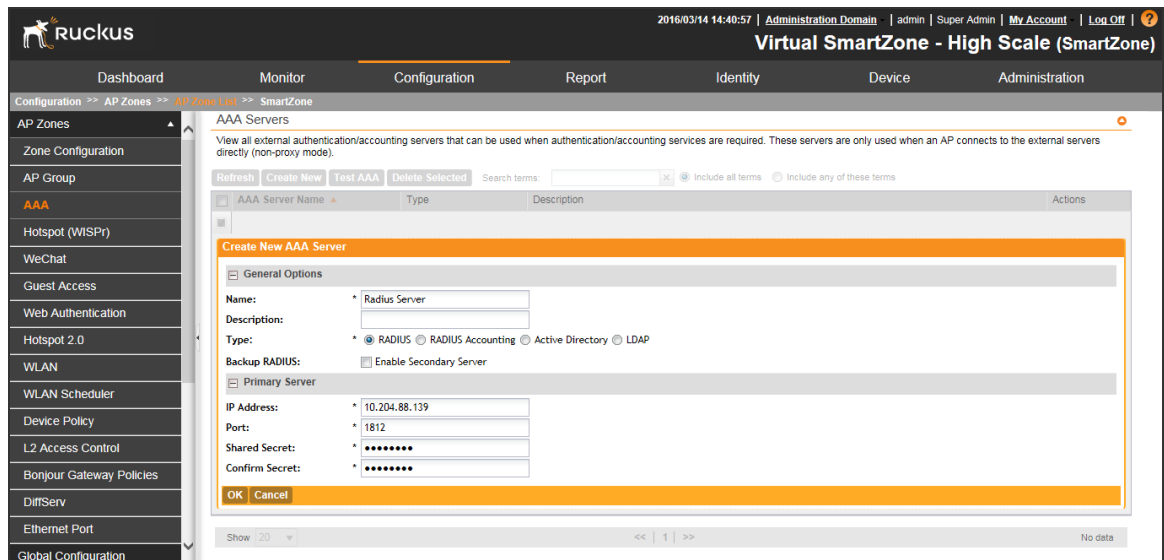 Ruckus
2016/03/14 14:40:57 | Administration Domain | admin | Super Admin | My Account | Log Off | ?
Virtual SmartZone - High Scale (SmartZone)
Dashboard Monitor Configuration Report Identity Device Administration
Configuration >> AP Zones >> AP Zone List >> SmartZone
AP Zones
Zone Configuration
AP Group
AAA
Hotspot (WISPr)
WeChat
Guest Access
Web Authentication
Hotspot 2.0
WLAN
WLAN Scheduler
Device Policy
L2 Access Control
Bonjour Gateway Policies
DiffServ
Ethernet Port
Global Configuration
AAA Servers
View all external authentication/accounting servers that can be used when authentication/accounting services are required. These servers are only used when an AP connects to the external servers
directly (non-proxy mode).
Refresh Create New Test AAA Delete Selected Search terms: x Include all terms Include any of these terms
AAA Server Name Type Description Actions
Create New AAA Server
General Options
Name: * Radius Server
Description:
Type: * RADIUS RADIUS Accounting Active Directory LDAP
Backup RADIUS: Enable Secondary Server
Primary Server
IP Address: * 10.204.88.139
Port: * 1812
Shared Secret: * ••••••••
Confirm Secret: * ••••••••
OK Cancel
Show 20 << | 1 | >> No data